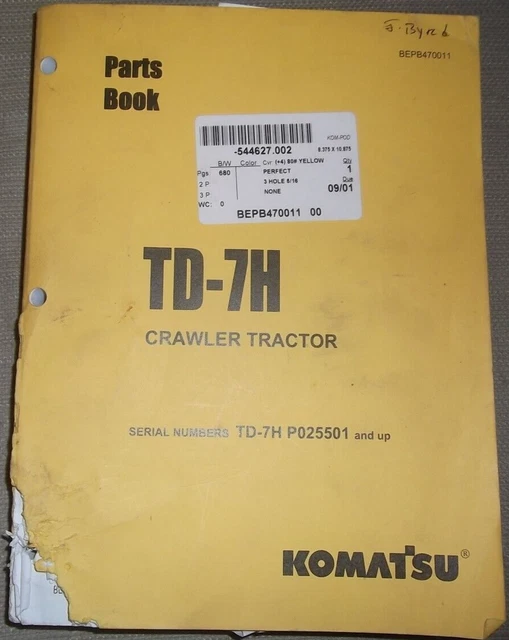 J. Byrd
BEPB470011
Parts
Book
KOM-POD
-544627.002
8.375 X 10.875
B/W Color Cvr (+4) 80# YELLOW Qty
Pgs 680 PERFECT 1
2 P 3 HOLE 5/16 Due
3 P NONE 09/01
WC: 0
BEPB470011 00
TD-7H
CRAWLER TRACTOR
SERIAL NUMBERS TD-7H P025501 and up
KOMATSU®